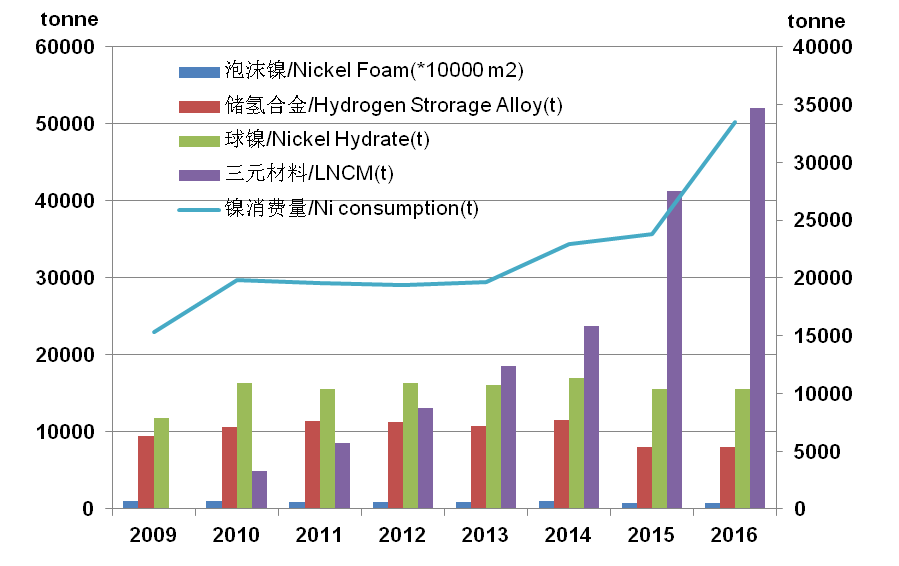 tonne
tonne
60000
50000
40000
30000
20000
10000
0
泡沫镍/Nickel Foam(*10000 m2)
储氢合金/Hydrogen Strorage Alloy(t)
球镍/Nickel Hydrate(t)
三元材料/LNCM(t)
镍消费量/Ni consumption(t)
40000
35000
30000
25000
20000
15000
10000
5000
0
2009 2010 2011 2012 2013 2014 2015 2016